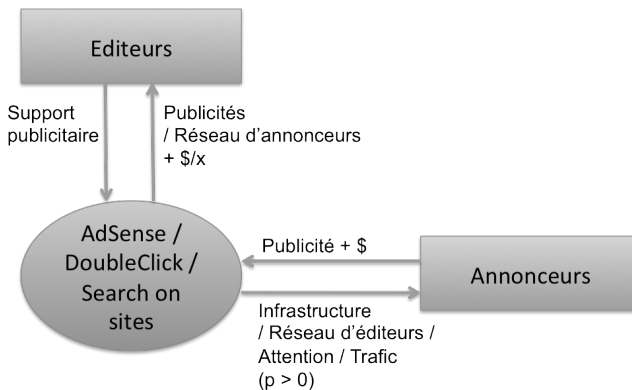 Editeurs
Support
publicitaire
Publicités
/ Réseau d’annonceurs
+ $/x
AdSense /
DoubleClick /
Search on
sites
Publicité + $
Annonceurs
Infrastructure
/ Réseau d’éditeurs /
Attention / Trafic
(p > 0)